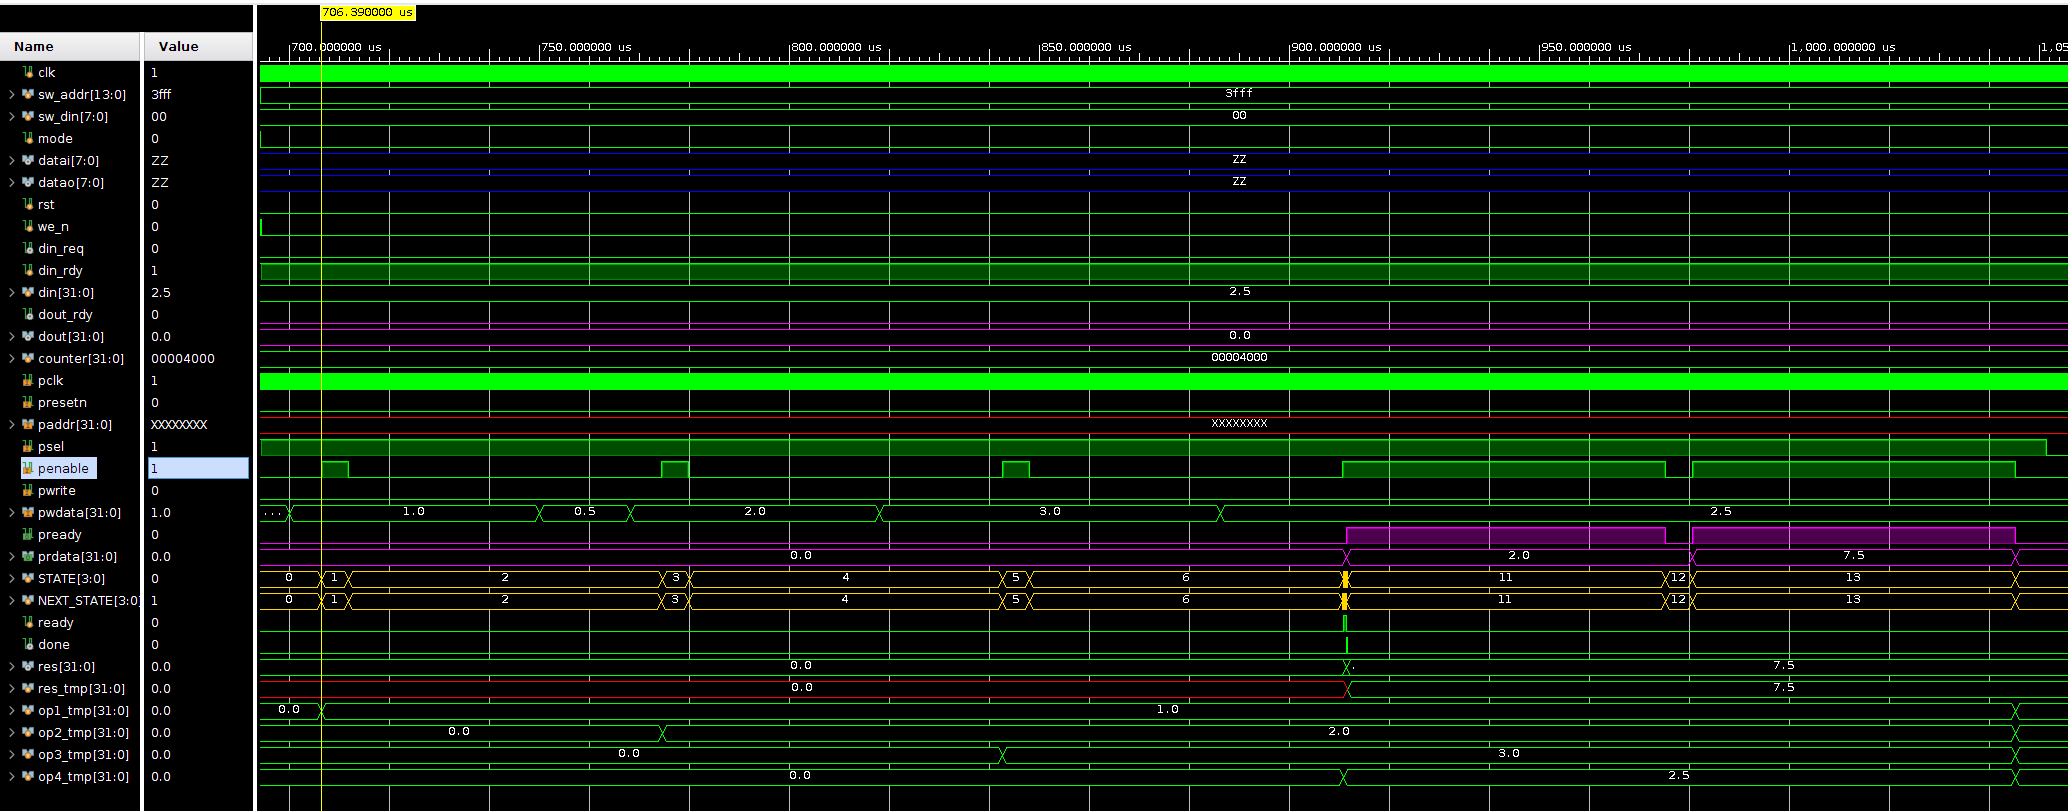 706.390000 us
Name Value 700.000000 us 750.000000 us 800.000000 us 850.000000 us 900.000000 us 950.000000 us 1,000.000000 us 1,05
clk 1
sw_addr[13:0] 3fff 3fff
sw_din[7:0] 00 00
mode 0
datai[7:0] ZZ ZZ
datao[7:0] ZZ ZZ
rst 0
we_n 0
din_req 0
din_rdy 1
din[31:0] 2.5 2.5
dout_rdy 0
dout[31:0] 0.0 0.0
counter[31:0] 00004000 00004000
pclk 1
presetn 0
paddr[31:0] XXXXXXXX XXXXXXXX
psel 1
penable 1
pwrite 0
pwdata[31:0] 1.0 ... 1.0 0.5 2.0 3.0 2.5
pready 0
prdata[31:0] 0.0 0.0 2.0 7.5
STATE[3:0] 0 0 1 2 3 4 5 6 11 12 13
NEXT_STATE[3:0] 1 0 1 2 3 4 5 6 11 12 13
ready 0
done 0
res[31:0] 0.0 0.0 . 7.5
res_tmp[31:0] 0.0 0.0 7.5
op1_tmp[31:0] 0.0 0.0 1.0
op2_tmp[31:0] 0.0 0.0 2.0
op3_tmp[31:0] 0.0 0.0 3.0
op4_tmp[31:0] 0.0 0.0 2.5